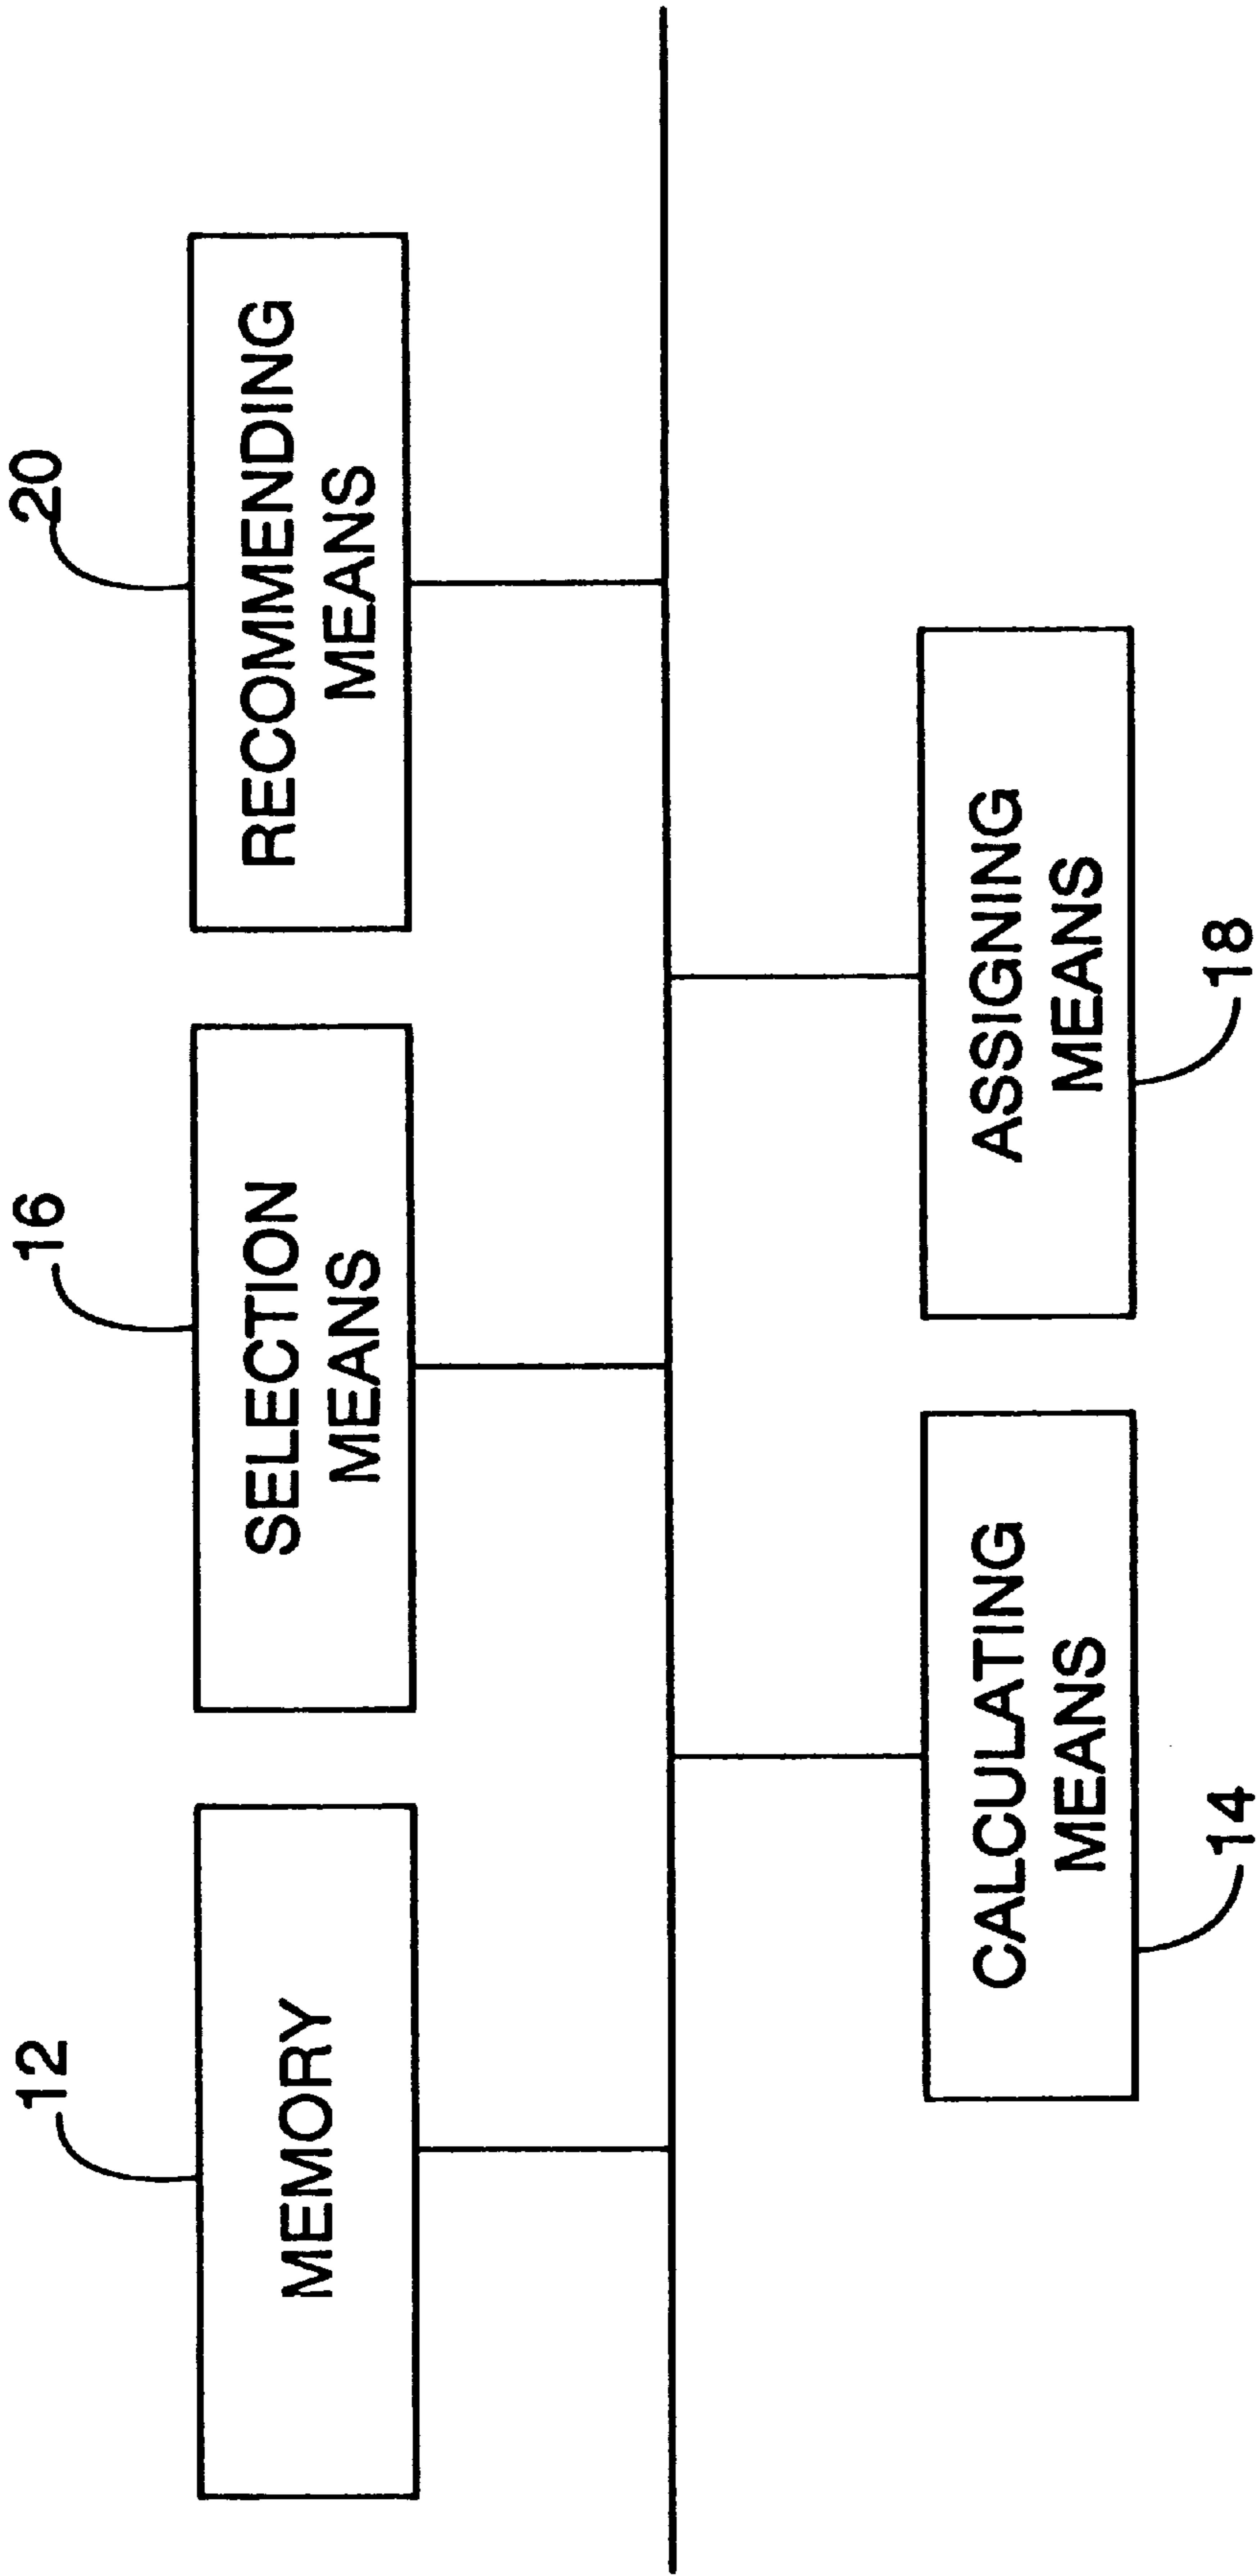 12
MEMORY
16
SELECTION
MEANS
20
RECOMMENDING
MEANS
CALCULATING
MEANS
14
ASSIGNING
MEANS
18